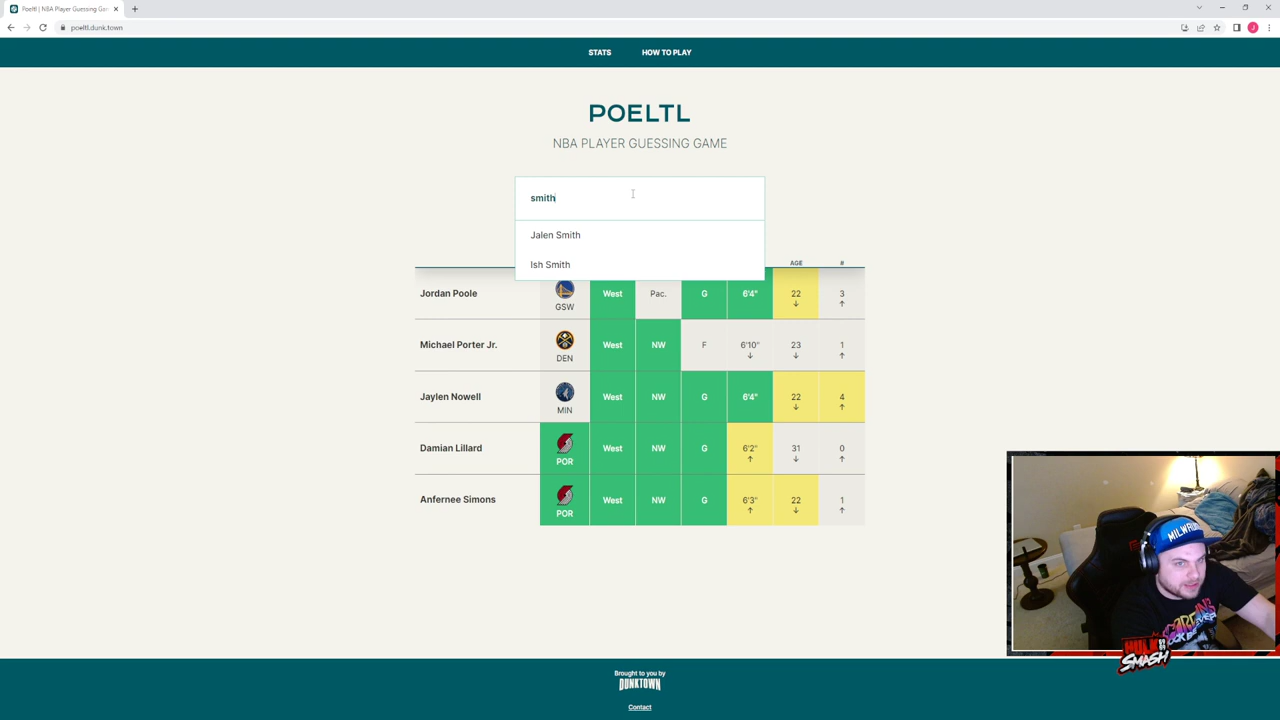 Poeltl | NBA Player Guessing Gam
poeltl.dunk.town
J
STATS
HOW TO PLAY
POELTL
NBA PLAYER GUESSING GAME
smith
Jalen Smith
Ish Smith
AGE
#
Jordan Poole GSW West Pac. G 6'4" 22 ↓ 3 ↑
Michael Porter Jr. DEN West NW F 6'10" ↓ 23 ↓ 1 ↑
Jaylen Nowell MIN West NW G 6'4" 22 ↓ 4 ↑
Damian Lillard POR West NW G 6'2" ↑ 31 ↓ 0 ↑
Anfernee Simons POR West NW G 6'3" ↑ 22 ↓ 1 ↑
MILWAU
HULK
SMASH
Brought to you by
DUNKTOWN
Contact